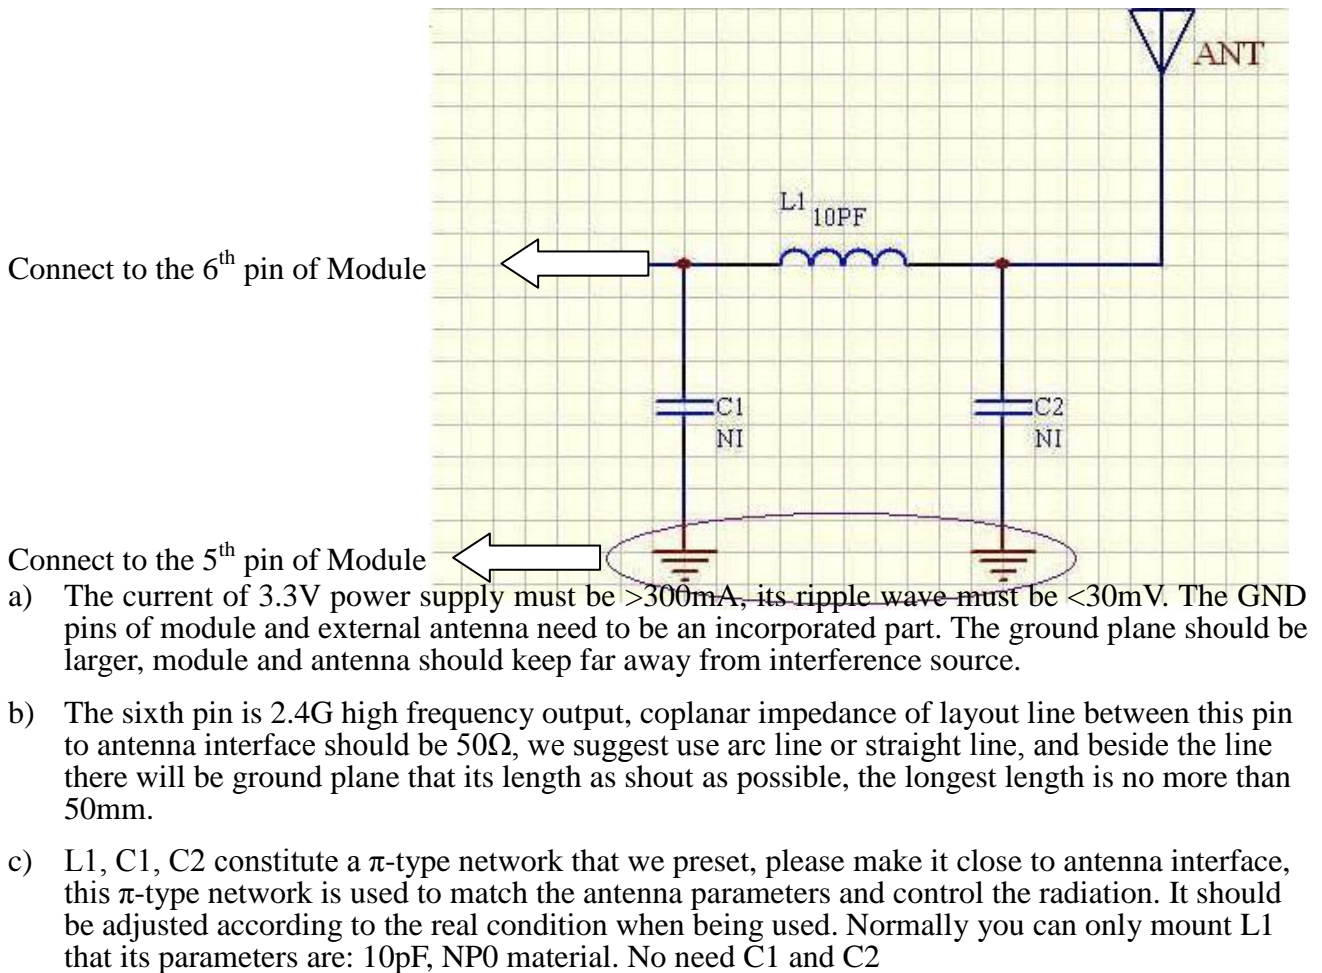 ANT
L1
10PF
Connect to the 6th pin of Module
C1
NI
C2
NI
Connect to the 5th pin of Module
a) The current of 3.3V power supply must be >300mA, its ripple wave must be <30mV. The GND
pins of module and external antenna need to be an incorporated part. The ground plane should be
larger, module and antenna should keep far away from interference source.
b) The sixth pin is 2.4G high frequency output, coplanar impedance of layout line between this pin
to antenna interface should be 50Ω, we suggest use arc line or straight line, and beside the line
there will be ground plane that its length as shout as possible, the longest length is no more than
50mm.
c) L1, C1, C2 constitute a π-type network that we preset, please make it close to antenna interface,
this π-type network is used to match the antenna parameters and control the radiation. It should
be adjusted according to the real condition when being used. Normally you can only mount L1
that its parameters are: 10pF, NP0 material. No need C1 and C2